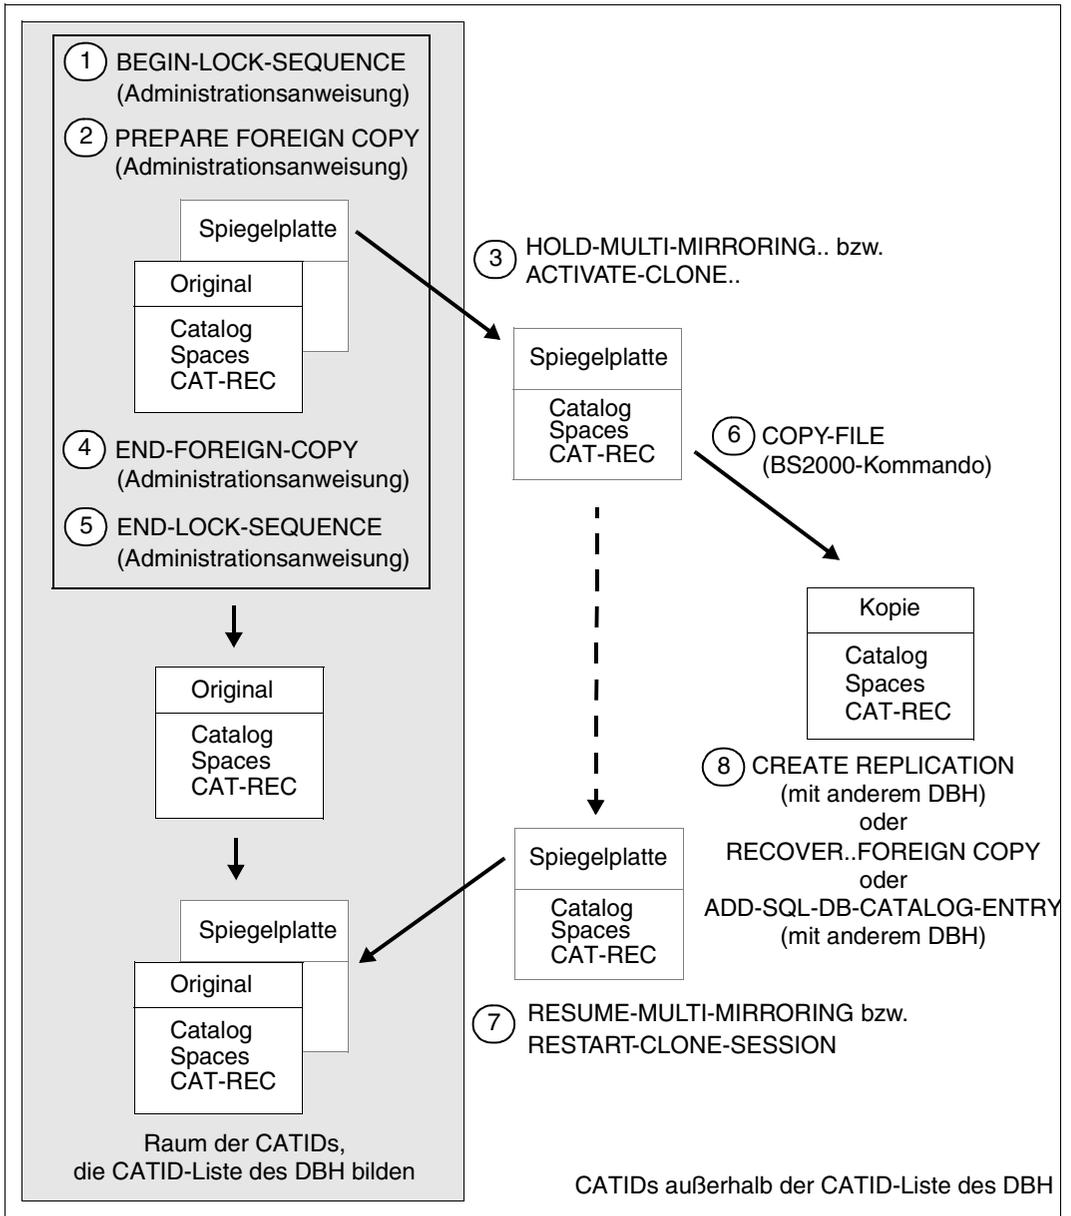 1 BEGIN-LOCK-SEQUENCE
(Administrationsanweisung)
2 PREPARE FOREIGN COPY
(Administrationsanweisung)
Spiegelplatte
Original
Catalog
Spaces
CAT-REC
3 HOLD-MULTI-MIRRORING.. bzw.
ACTIVATE-CLONE..
Spiegelplatte
Catalog
Spaces
CAT-REC
4 END-FOREIGN-COPY
(Administrationsanweisung)
5 END-LOCK-SEQUENCE
(Administrationsanweisung)
6 COPY-FILE
(BS2000-Kommando)
Kopie
Catalog
Spaces
CAT-REC
Original
Catalog
Spaces
CAT-REC
8 CREATE REPLICATION
(mit anderem DBH)
oder
RECOVER..FOREIGN COPY
oder
ADD-SQL-DB-CATALOG-ENTRY
(mit anderem DBH)
Spiegelplatte
Catalog
Spaces
CAT-REC
Spiegelplatte
Original
Catalog
Spaces
CAT-REC
7 RESUME-MULTI-MIRRORING bzw.
RESTART-CLONE-SESSION
Raum der CATIDs,
die CATID-Liste des DBH bilden
CATIDs außerhalb der CATID-Liste des DBH